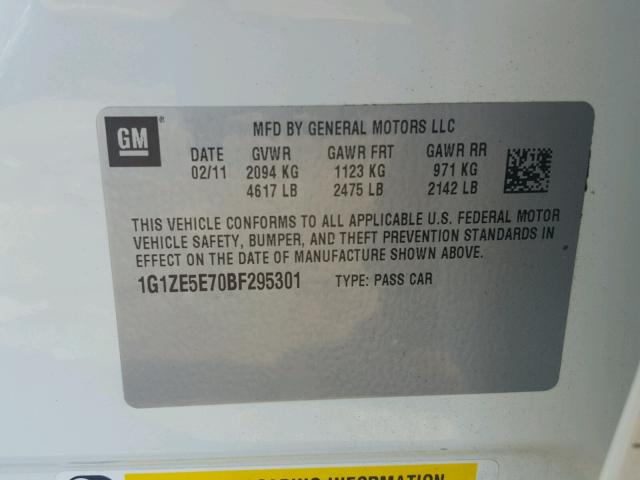 GM
MFD BY GENERAL MOTORS LLC
DATE GVWR GAWR FRT GAWR RR
02/11 2094 KG 1123 KG 971 KG
4617 LB 2475 LB 2142 LB
THIS VEHICLE CONFORMS TO ALL APPLICABLE U.S. FEDERAL MOTOR
VEHICLE SAFETY, BUMPER, AND THEFT PREVENTION STANDARDS IN
EFFECT ON THE DATE OF MANUFACTURE SHOWN ABOVE.
1G1ZE5E70BF295301 TYPE: PASS CAR
LOADING INFORMATION